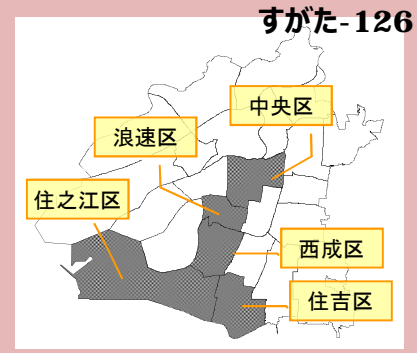 すがた-126
中央区
浪速区
住之江区
西成区
住吉区